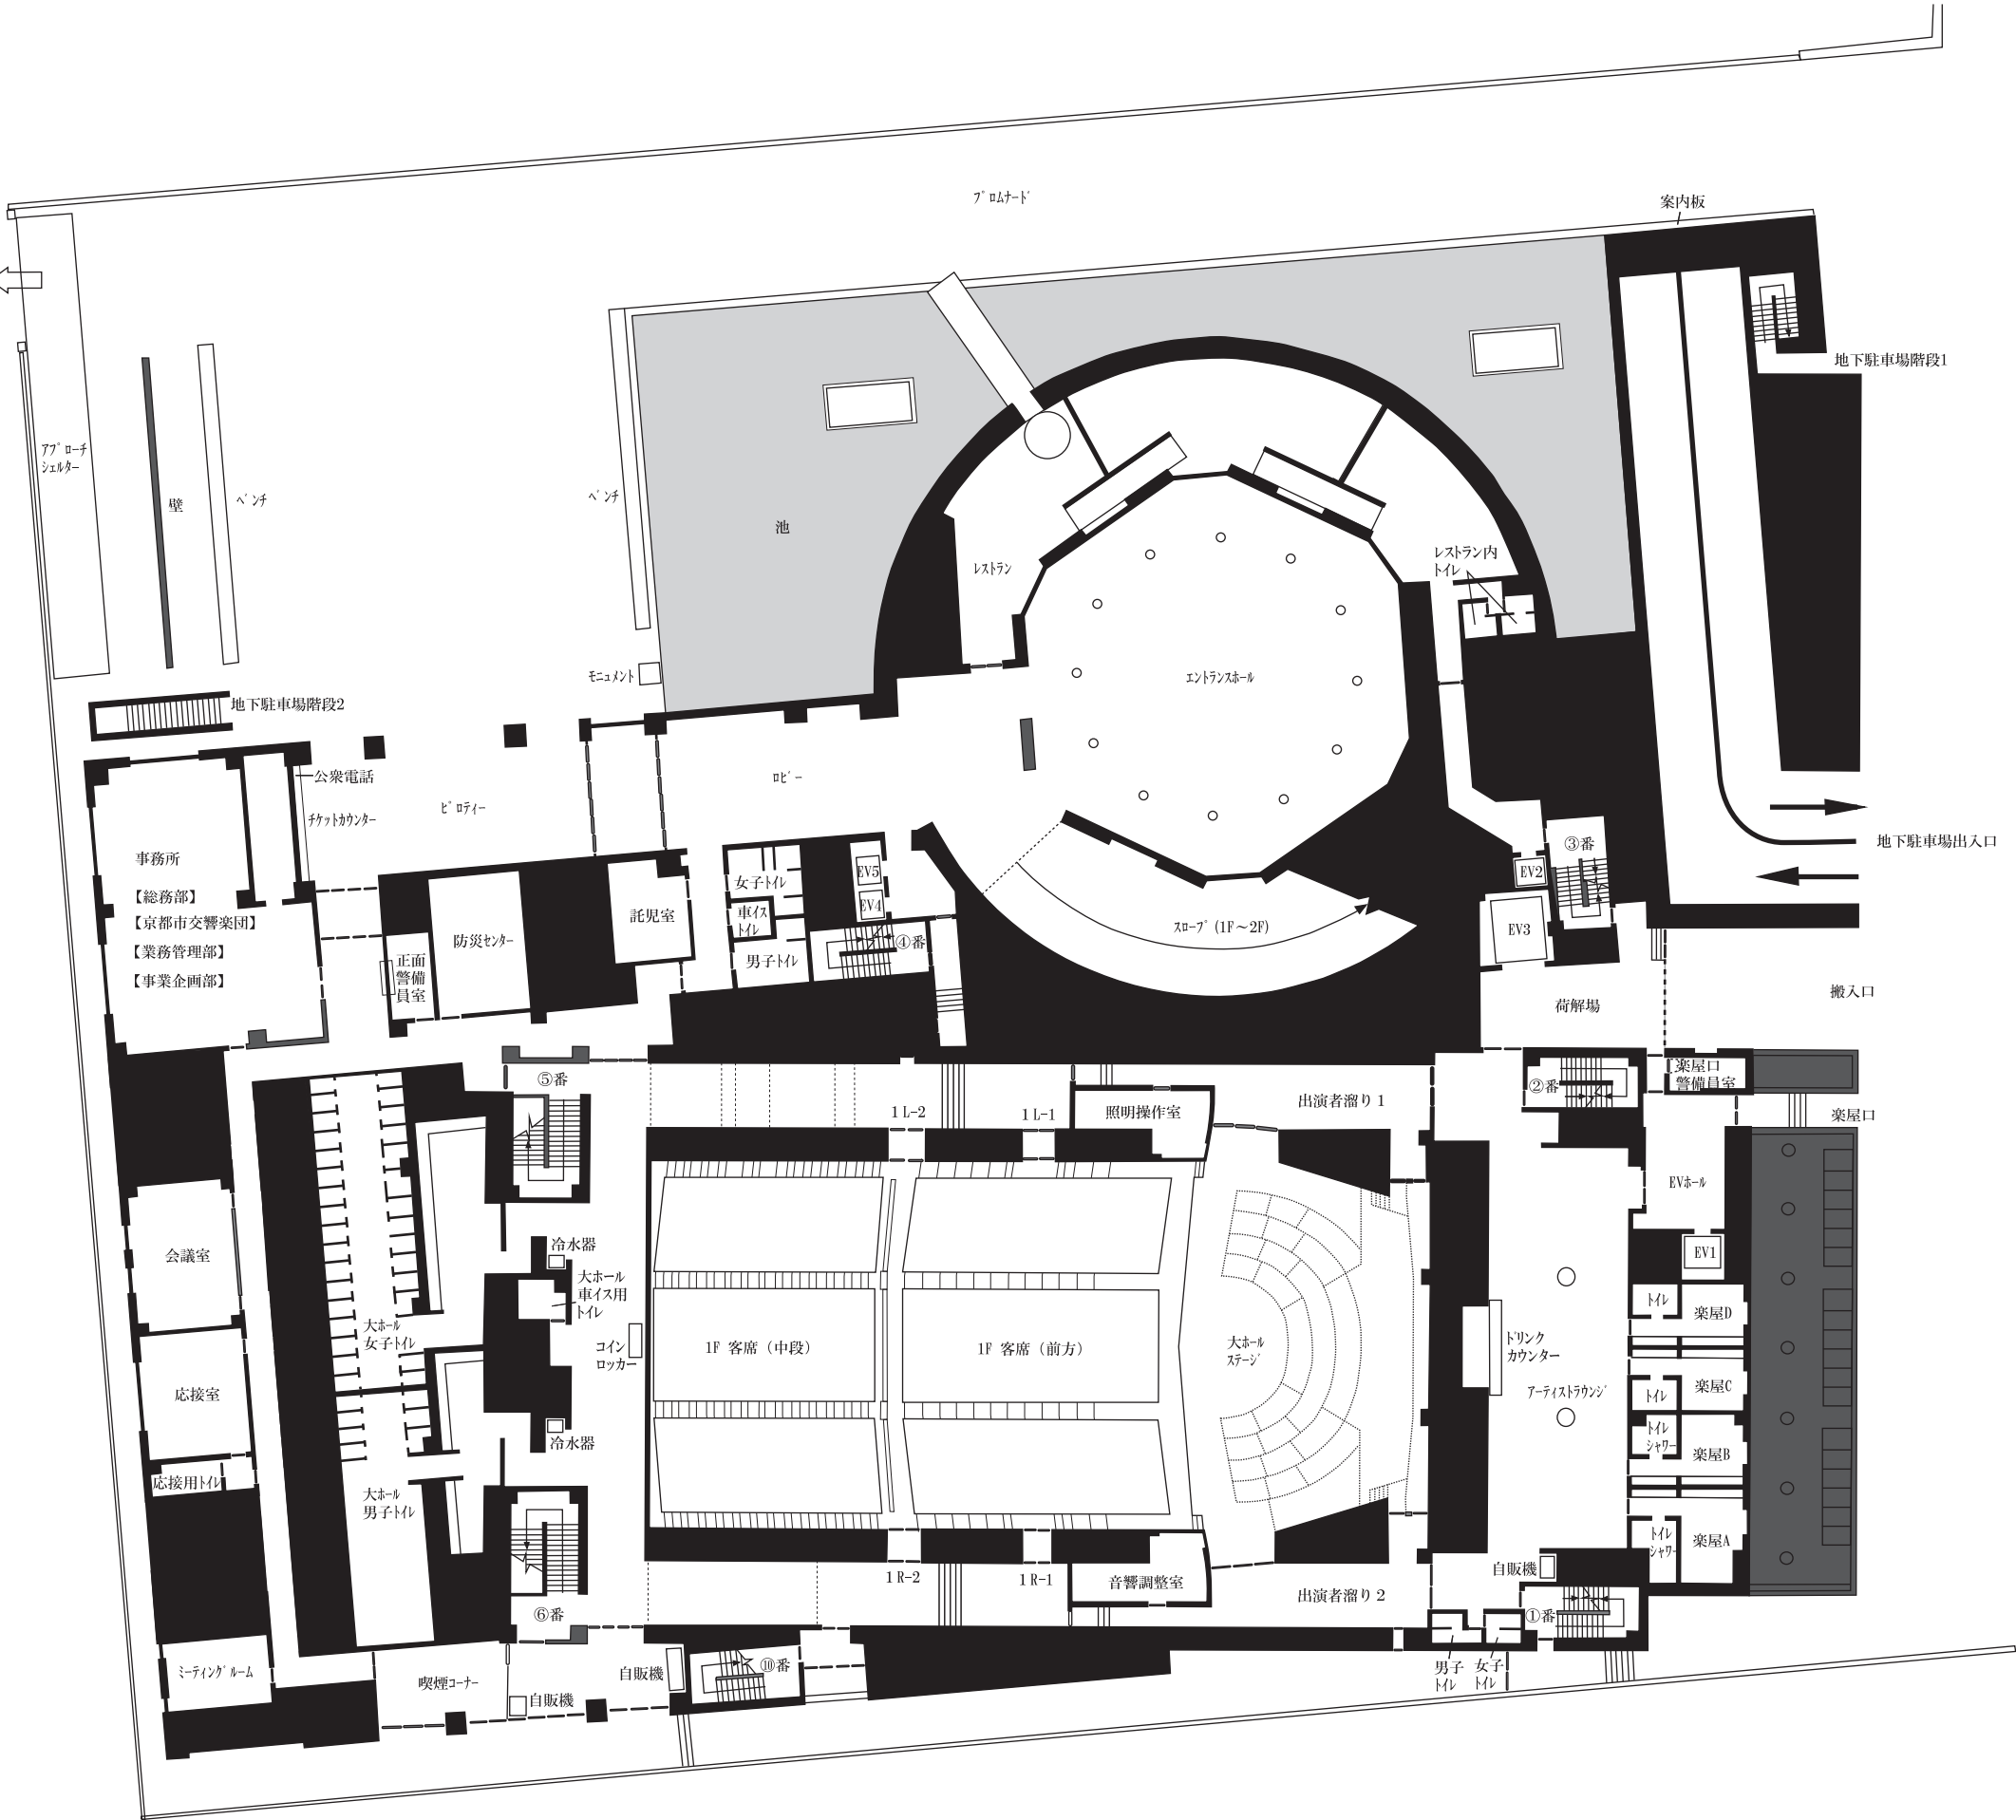 プロムナード
案内板
地下駐車場階段1
アプローチ
シェルター
壁
ベンチ
ベンチ
池
レストラン
レストラン内
トイレ
モニュメント
エントランスホール
地下駐車場階段2
公衆電話
チケットカウンター
ピロティー
ロビー
地下駐車場出入口
事務所
【総務部】
【京都市交響楽団】
【業務管理部】
【事業企画部】
女子トイレ
車イス
トイレ
男子トイレ
EV5
EV4
④番
託児室
防災センター
正面
警備
員室
スロープ(1F～2F)
③番
EV2
EV3
荷解場
搬入口
⑤番
1 L-2
1 L-1
照明操作室
出演者溜り 1
②番
楽屋口
警備員室
楽屋口
EVホール
EV1
会議室
冷水器
大ホール
車イス用
トイレ
コイン
ロッカー
大ホール
女子トイレ
1F 客席（中段）
1F 客席（前方）
大ホール
ステージ
ドリンク
カウンター
アーティストラウンジ
トイレ
楽屋D
トイレ
楽屋C
トイレ
シャワー
楽屋B
トイレ
シャワー
楽屋A
応接室
冷水器
応接用トイレ
大ホール
男子トイレ
1 R-2
1 R-1
音響調整室
出演者溜り 2
自販機
①番
⑥番
ミーティングルーム
喫煙コーナー
自販機
自販機
⑩番
男子
トイレ
女子
トイレ